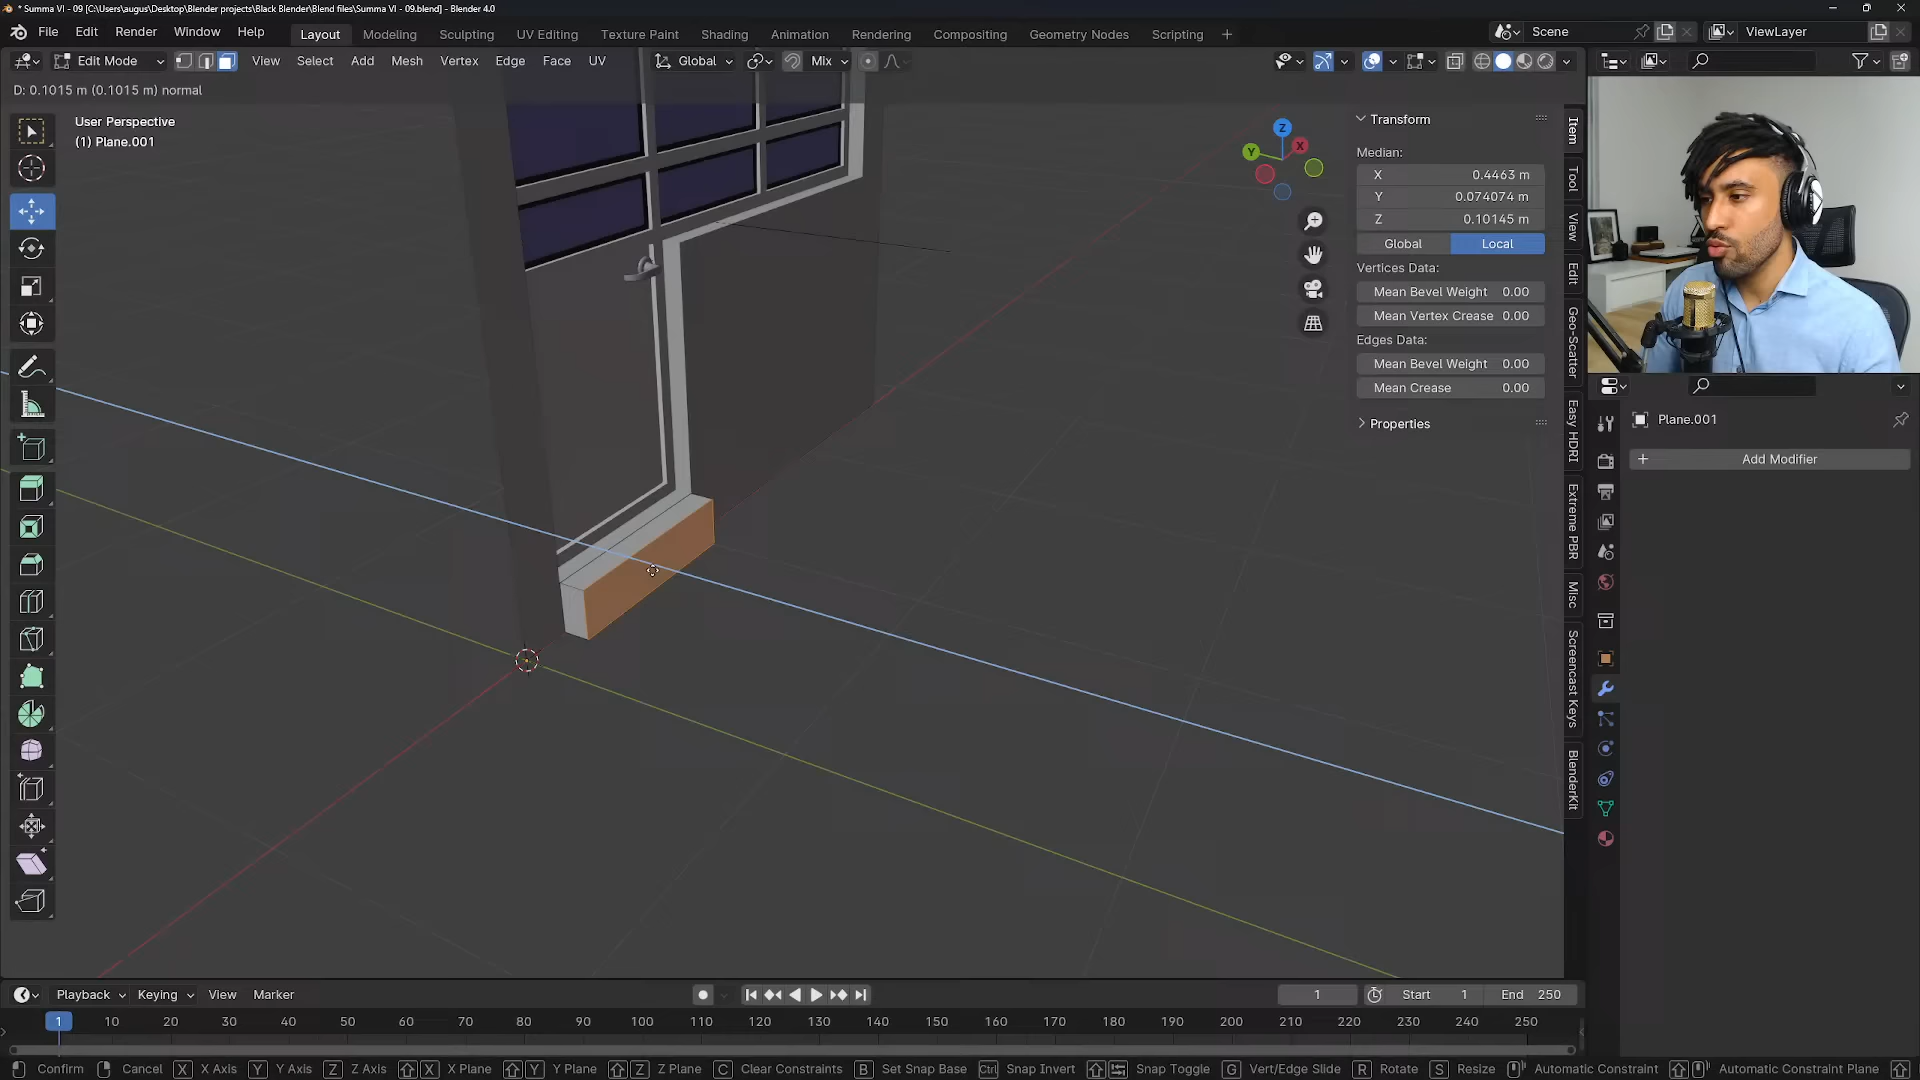 * Summa VI - 09 [C:\Users\augus\Desktop\Blender projects\Black Blender\Blend files\Summa VI - 09.blend] - Blender 4.0
File Edit Render Window Help Layout Modeling Sculpting UV Editing Texture Paint Shading Animation Rendering Compositing Geometry Nodes Scripting + Scene ViewLayer
Edit Mode View Select Add Mesh Vertex Edge Face UV Global Mix
D: 0.1015 m (0.1015 m) normal
User Perspective
(1) Plane.001
Z
Y
X
Transform
Median:
X 0.4463 m
Y 0.074074 m
Z 0.10145 m
Global Local
Vertices Data:
Mean Bevel Weight 0.00
Mean Vertex Crease 0.00
Edges Data:
Mean Bevel Weight 0.00
Mean Crease 0.00
Properties
Item
Tool
View
Edit
Geo-Scatter
Easy HDRI
Extreme PBR
Misc
Screencast Keys
BlenderKit
Plane.001
+ Add Modifier
Playback Keying View Marker 1 Start 1 End 250
1 10 20 30 40 50 60 70 80 90 100 110 120 130 140 150 160 170 180 190 200 210 220 230 240 250
Confirm Cancel X X Axis Y Y Axis Z Z Axis X X Plane Y Y Plane Z Z Plane C Clear Constraints B Set Snap Base Ctrl Snap Invert Snap Toggle G Vert/Edge Slide R Rotate S Resize Automatic Constraint Automatic Constraint Plane